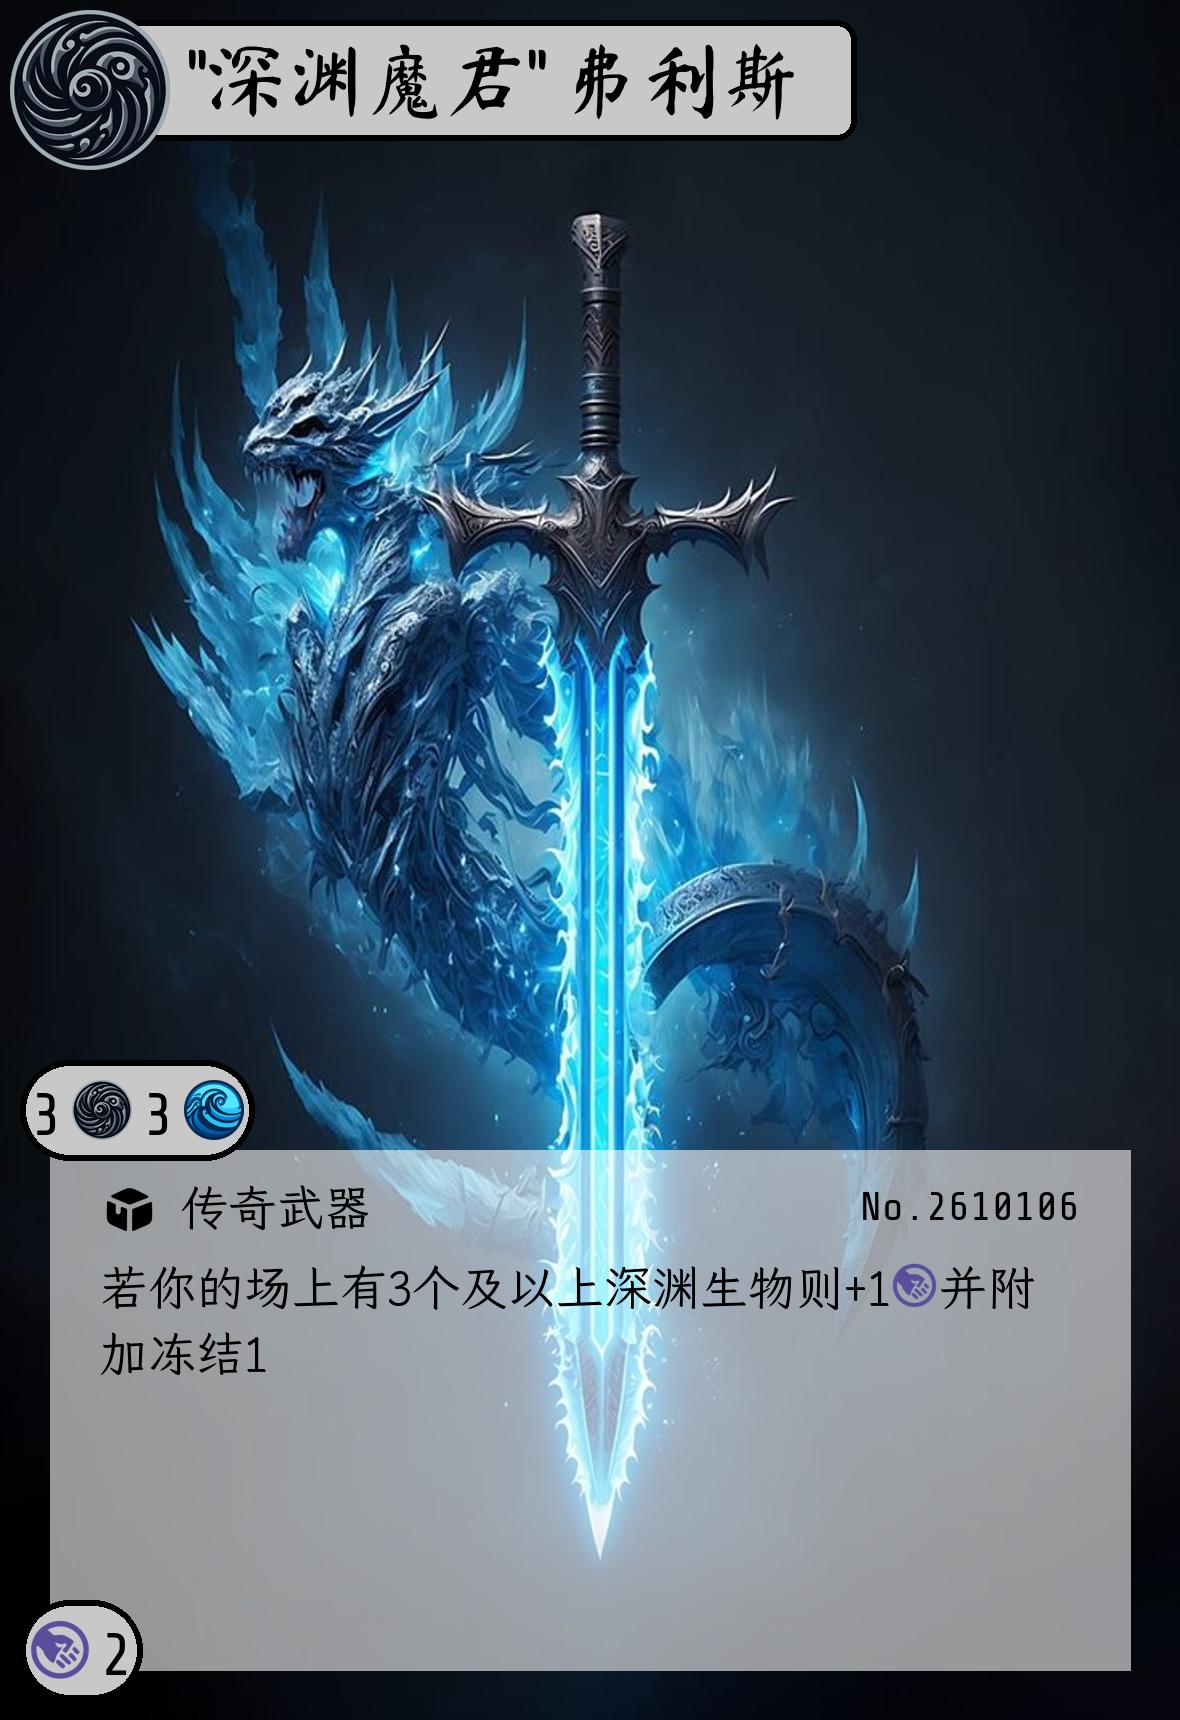 "深渊魔君"弗利斯
3 3
传奇武器 No.2610106
若你的场上有3个及以上深渊生物则+1并附
加冻结1
2